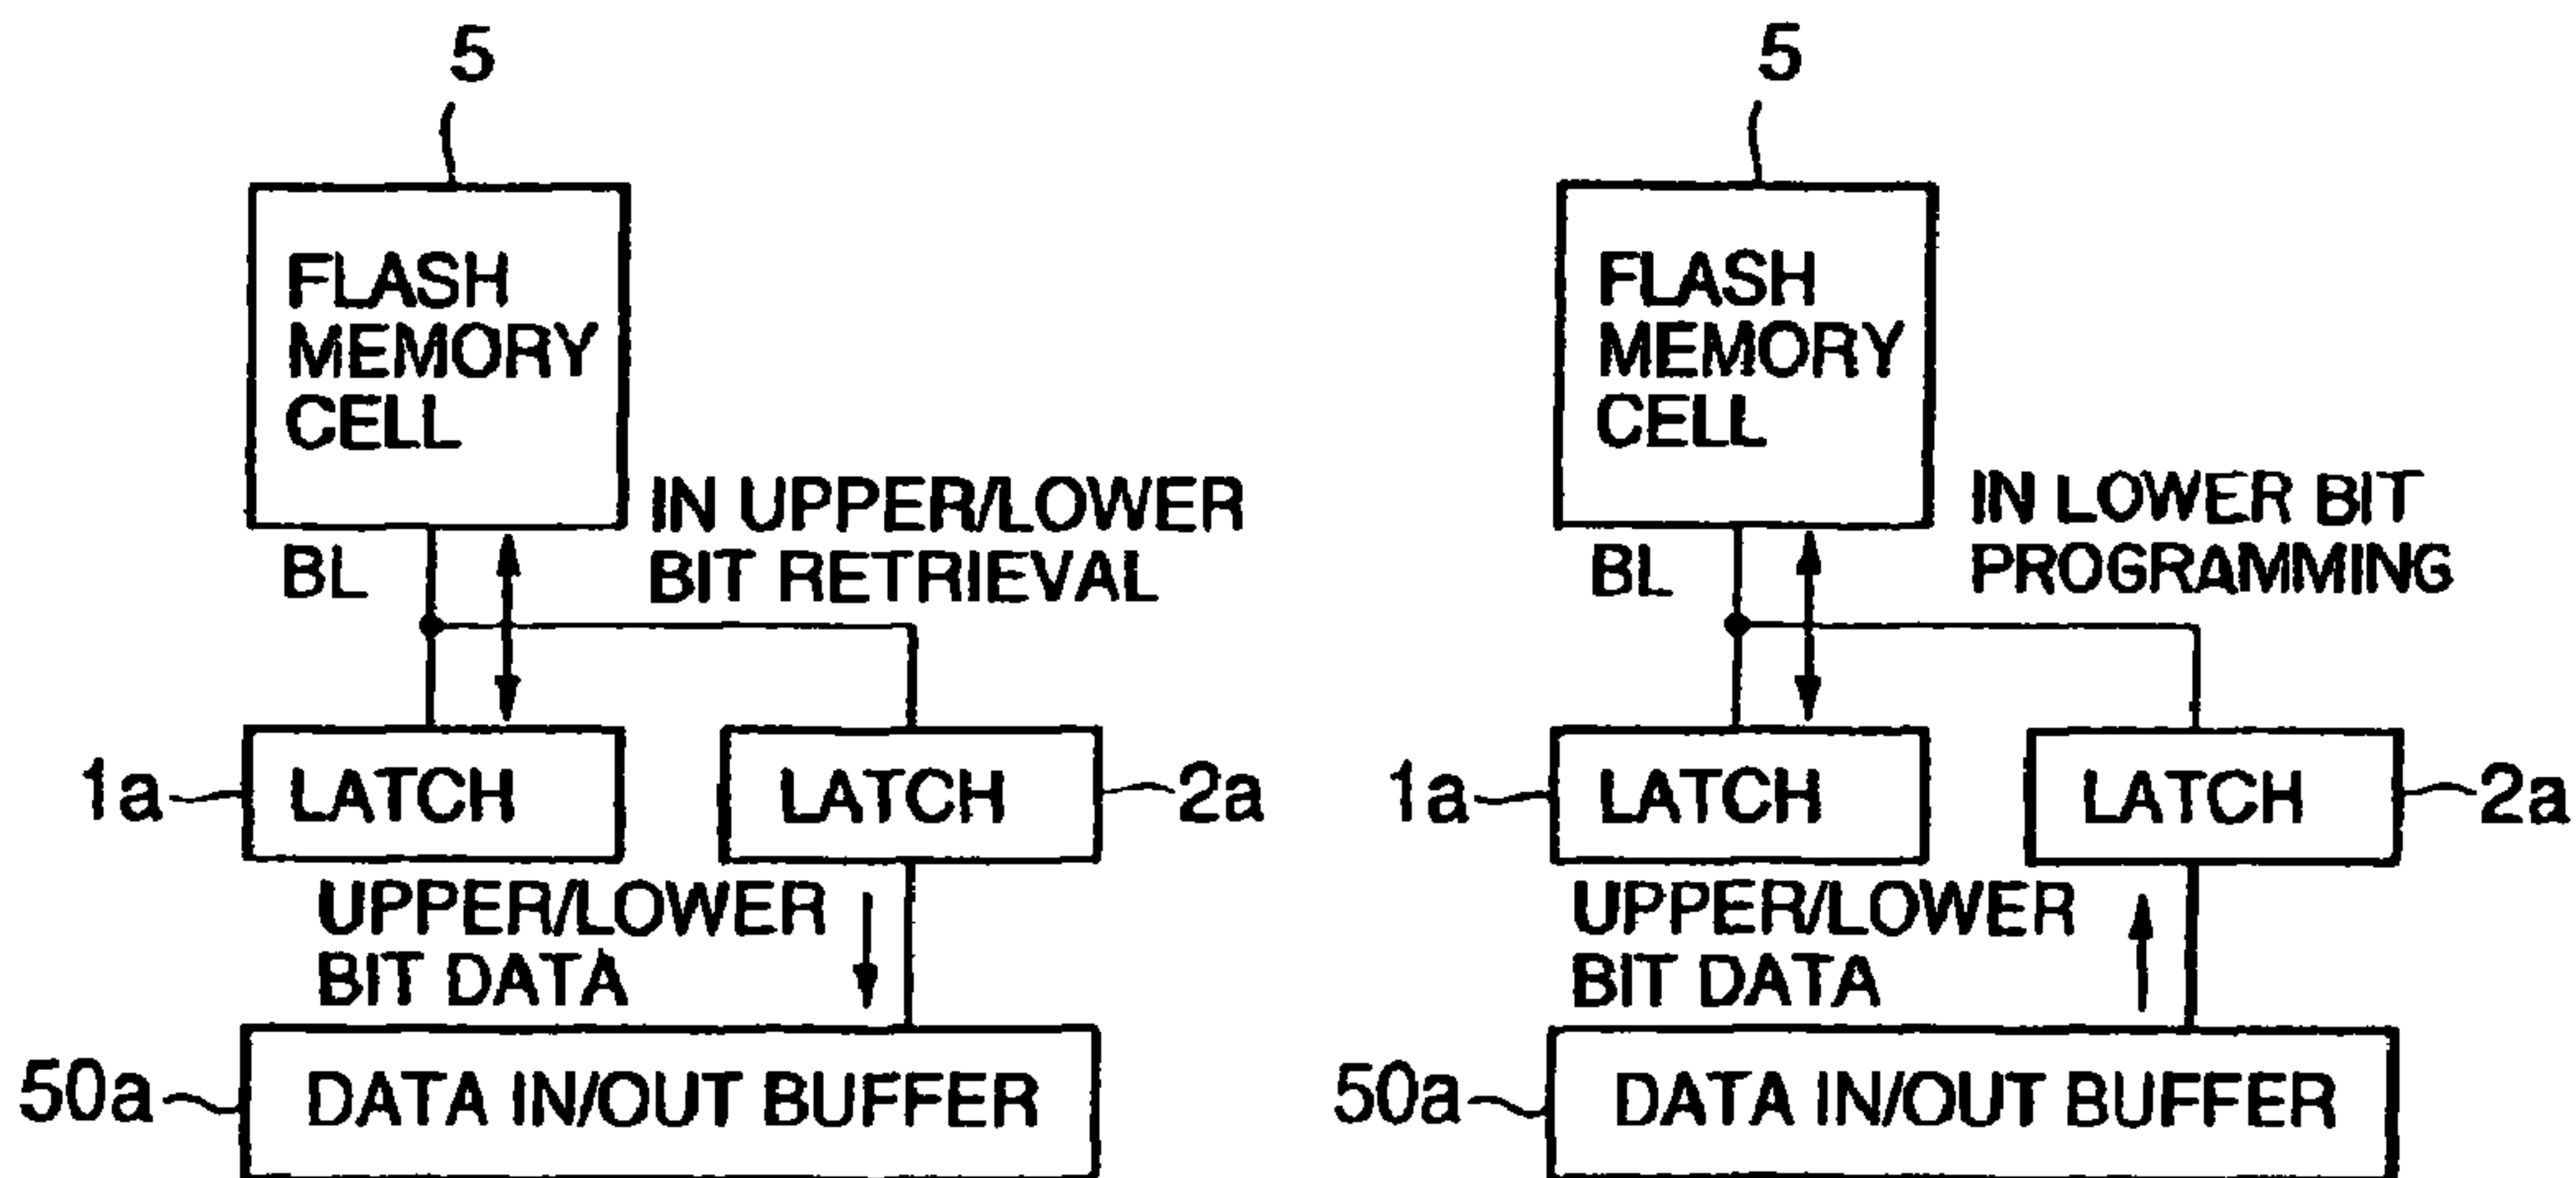 5
FLASH
MEMORY
CELL
BL
IN UPPER/LOWER
BIT RETRIEVAL
1a
LATCH
LATCH
2a
UPPER/LOWER
BIT DATA
50a
DATA IN/OUT BUFFER
5
FLASH
MEMORY
CELL
BL
IN LOWER BIT
PROGRAMMING
1a
LATCH
LATCH
2a
UPPER/LOWER
BIT DATA
50a
DATA IN/OUT BUFFER